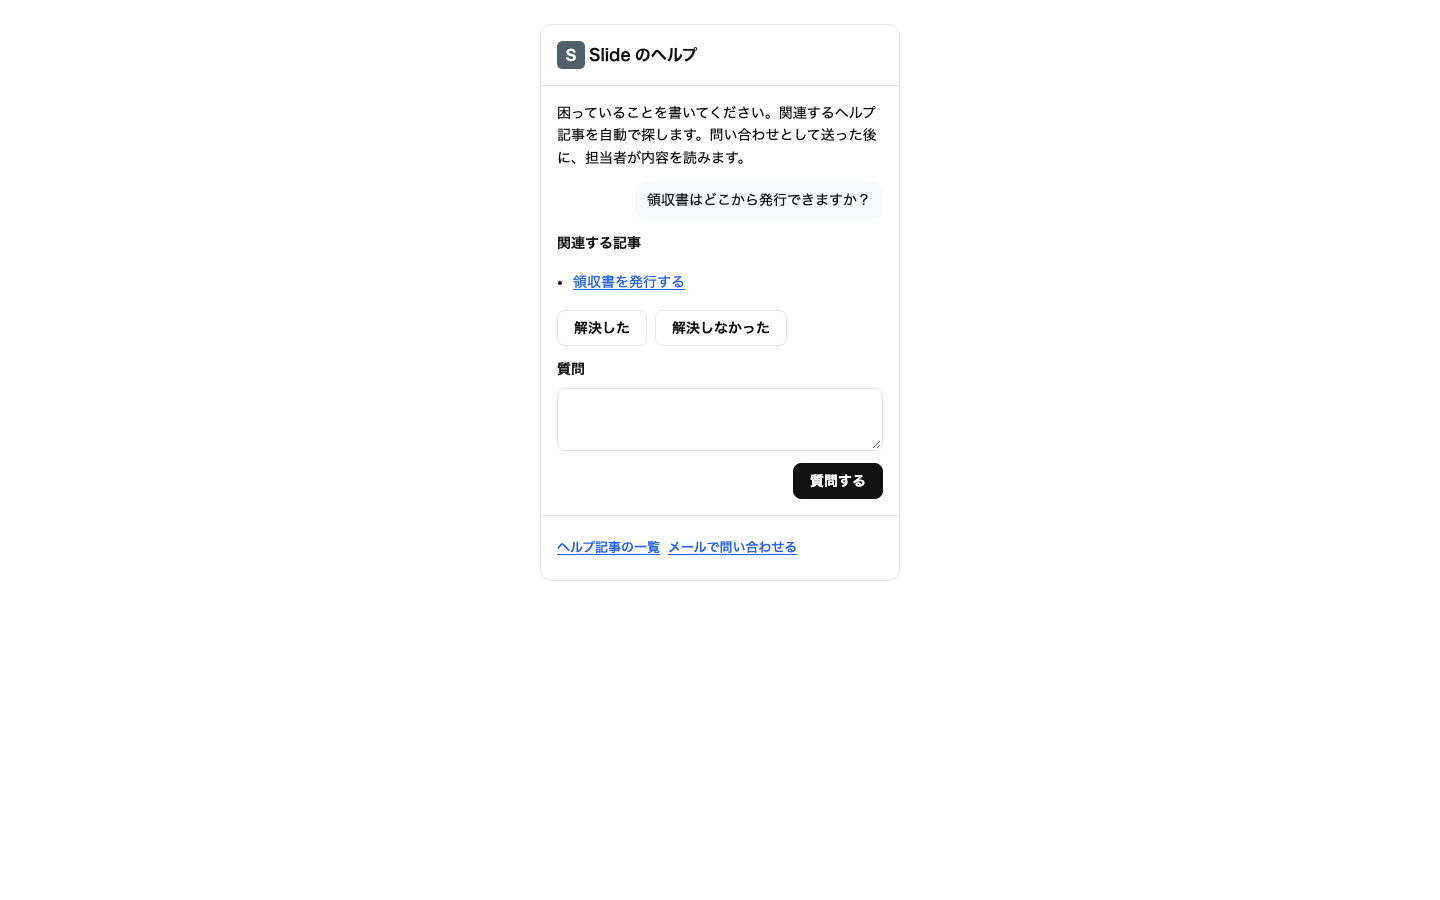 S Slide のヘルプ
困っていることを書いてください。関連するヘルプ
記事を自動で探します。問い合わせとして送った後
に、担当者が内容を読みます。
領収書はどこから発行できますか？
関連する記事
• 領収書を発行する
解決した 解決しなかった
質問
質問する
ヘルプ記事の一覧 メールで問い合わせる